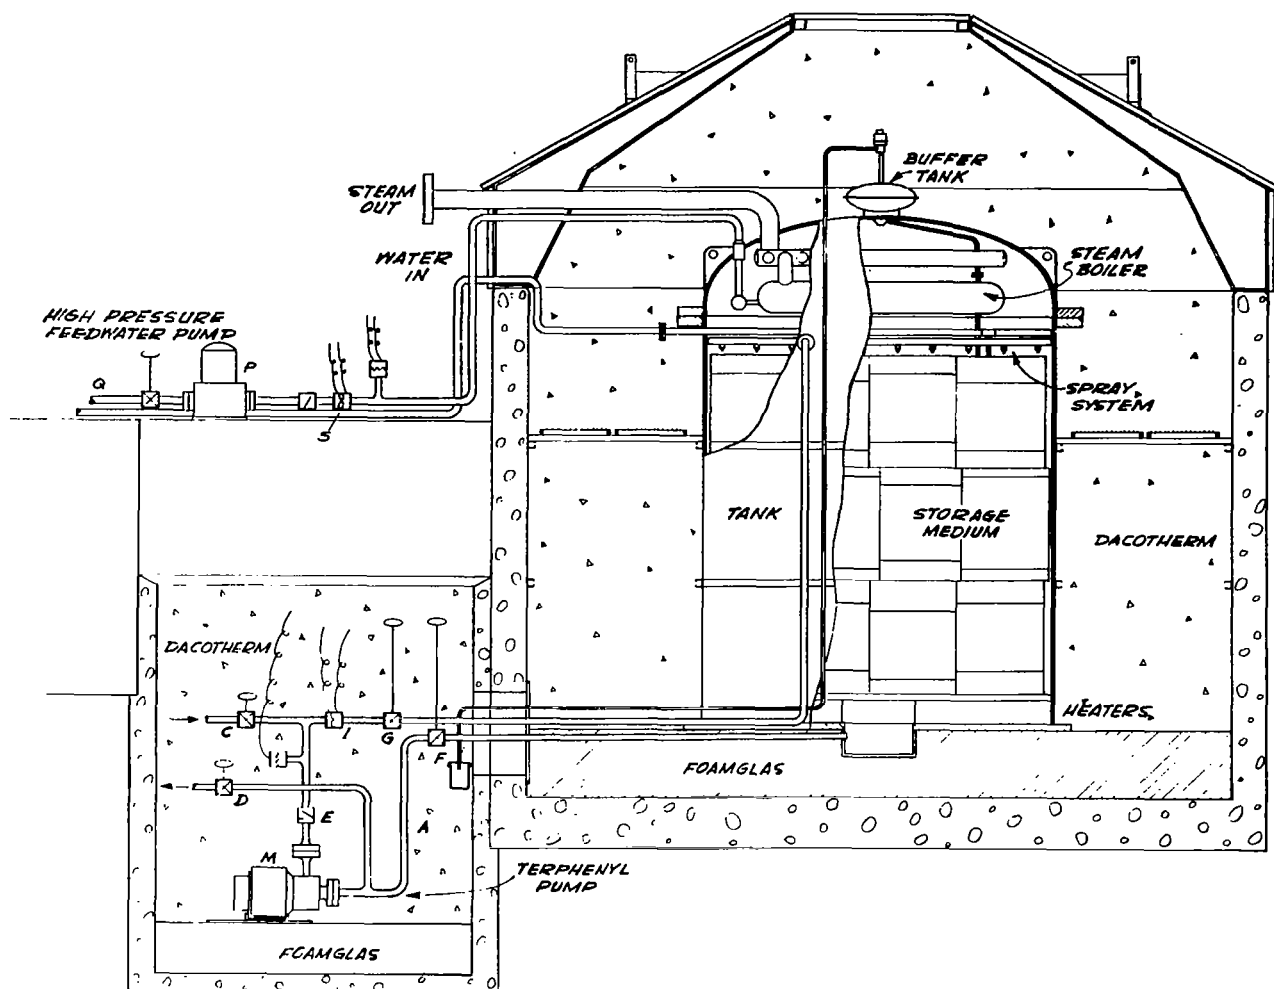 BUFFER
TANK
STEAM
OUT
WATER
IN
STEAM
BOILER
HIGH PRESSURE
FEEDWATER PUMP
P
Q
S
SPRAY
SYSTEM
TANK
STORAGE
MEDIUM
DACOTHERM
DACOTHERM
C
I
G
F
HEATERS
FOAMGLAS
D
E
A
M
TERPHENYL
PUMP
FOAMGLAS